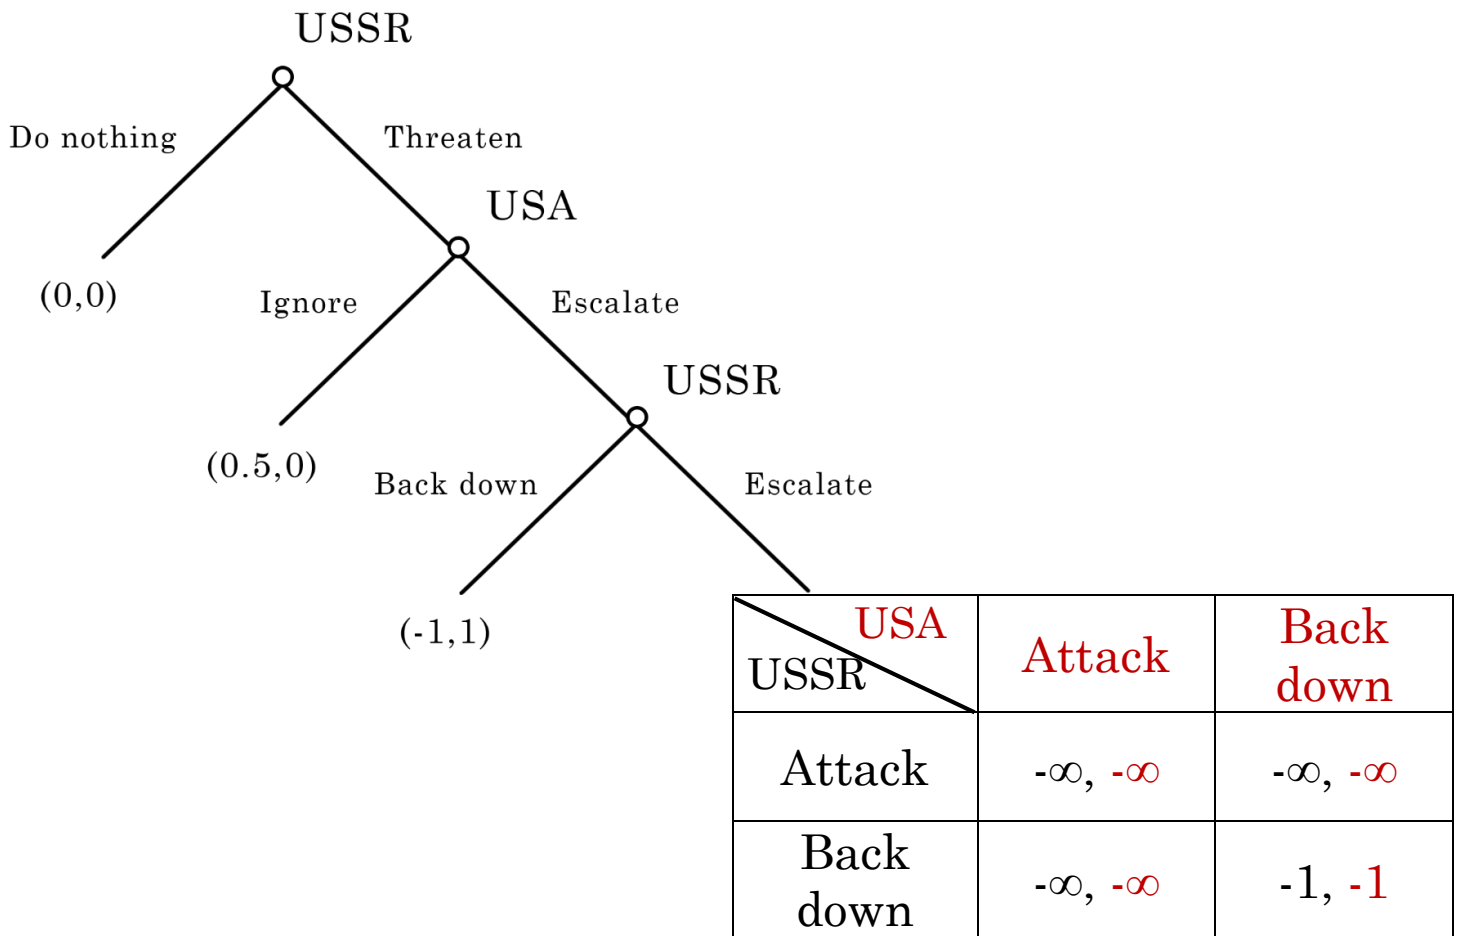 USSR
Do nothing
Threaten
USA
(0,0)
Ignore
Escalate
USSR
(0.5,0)
Back down
Escalate
(-1,1)
USA
USSR
Attack
Back
down
Attack
-∞, -∞
-∞, -∞
Back
down
-∞, -∞
-1, -1